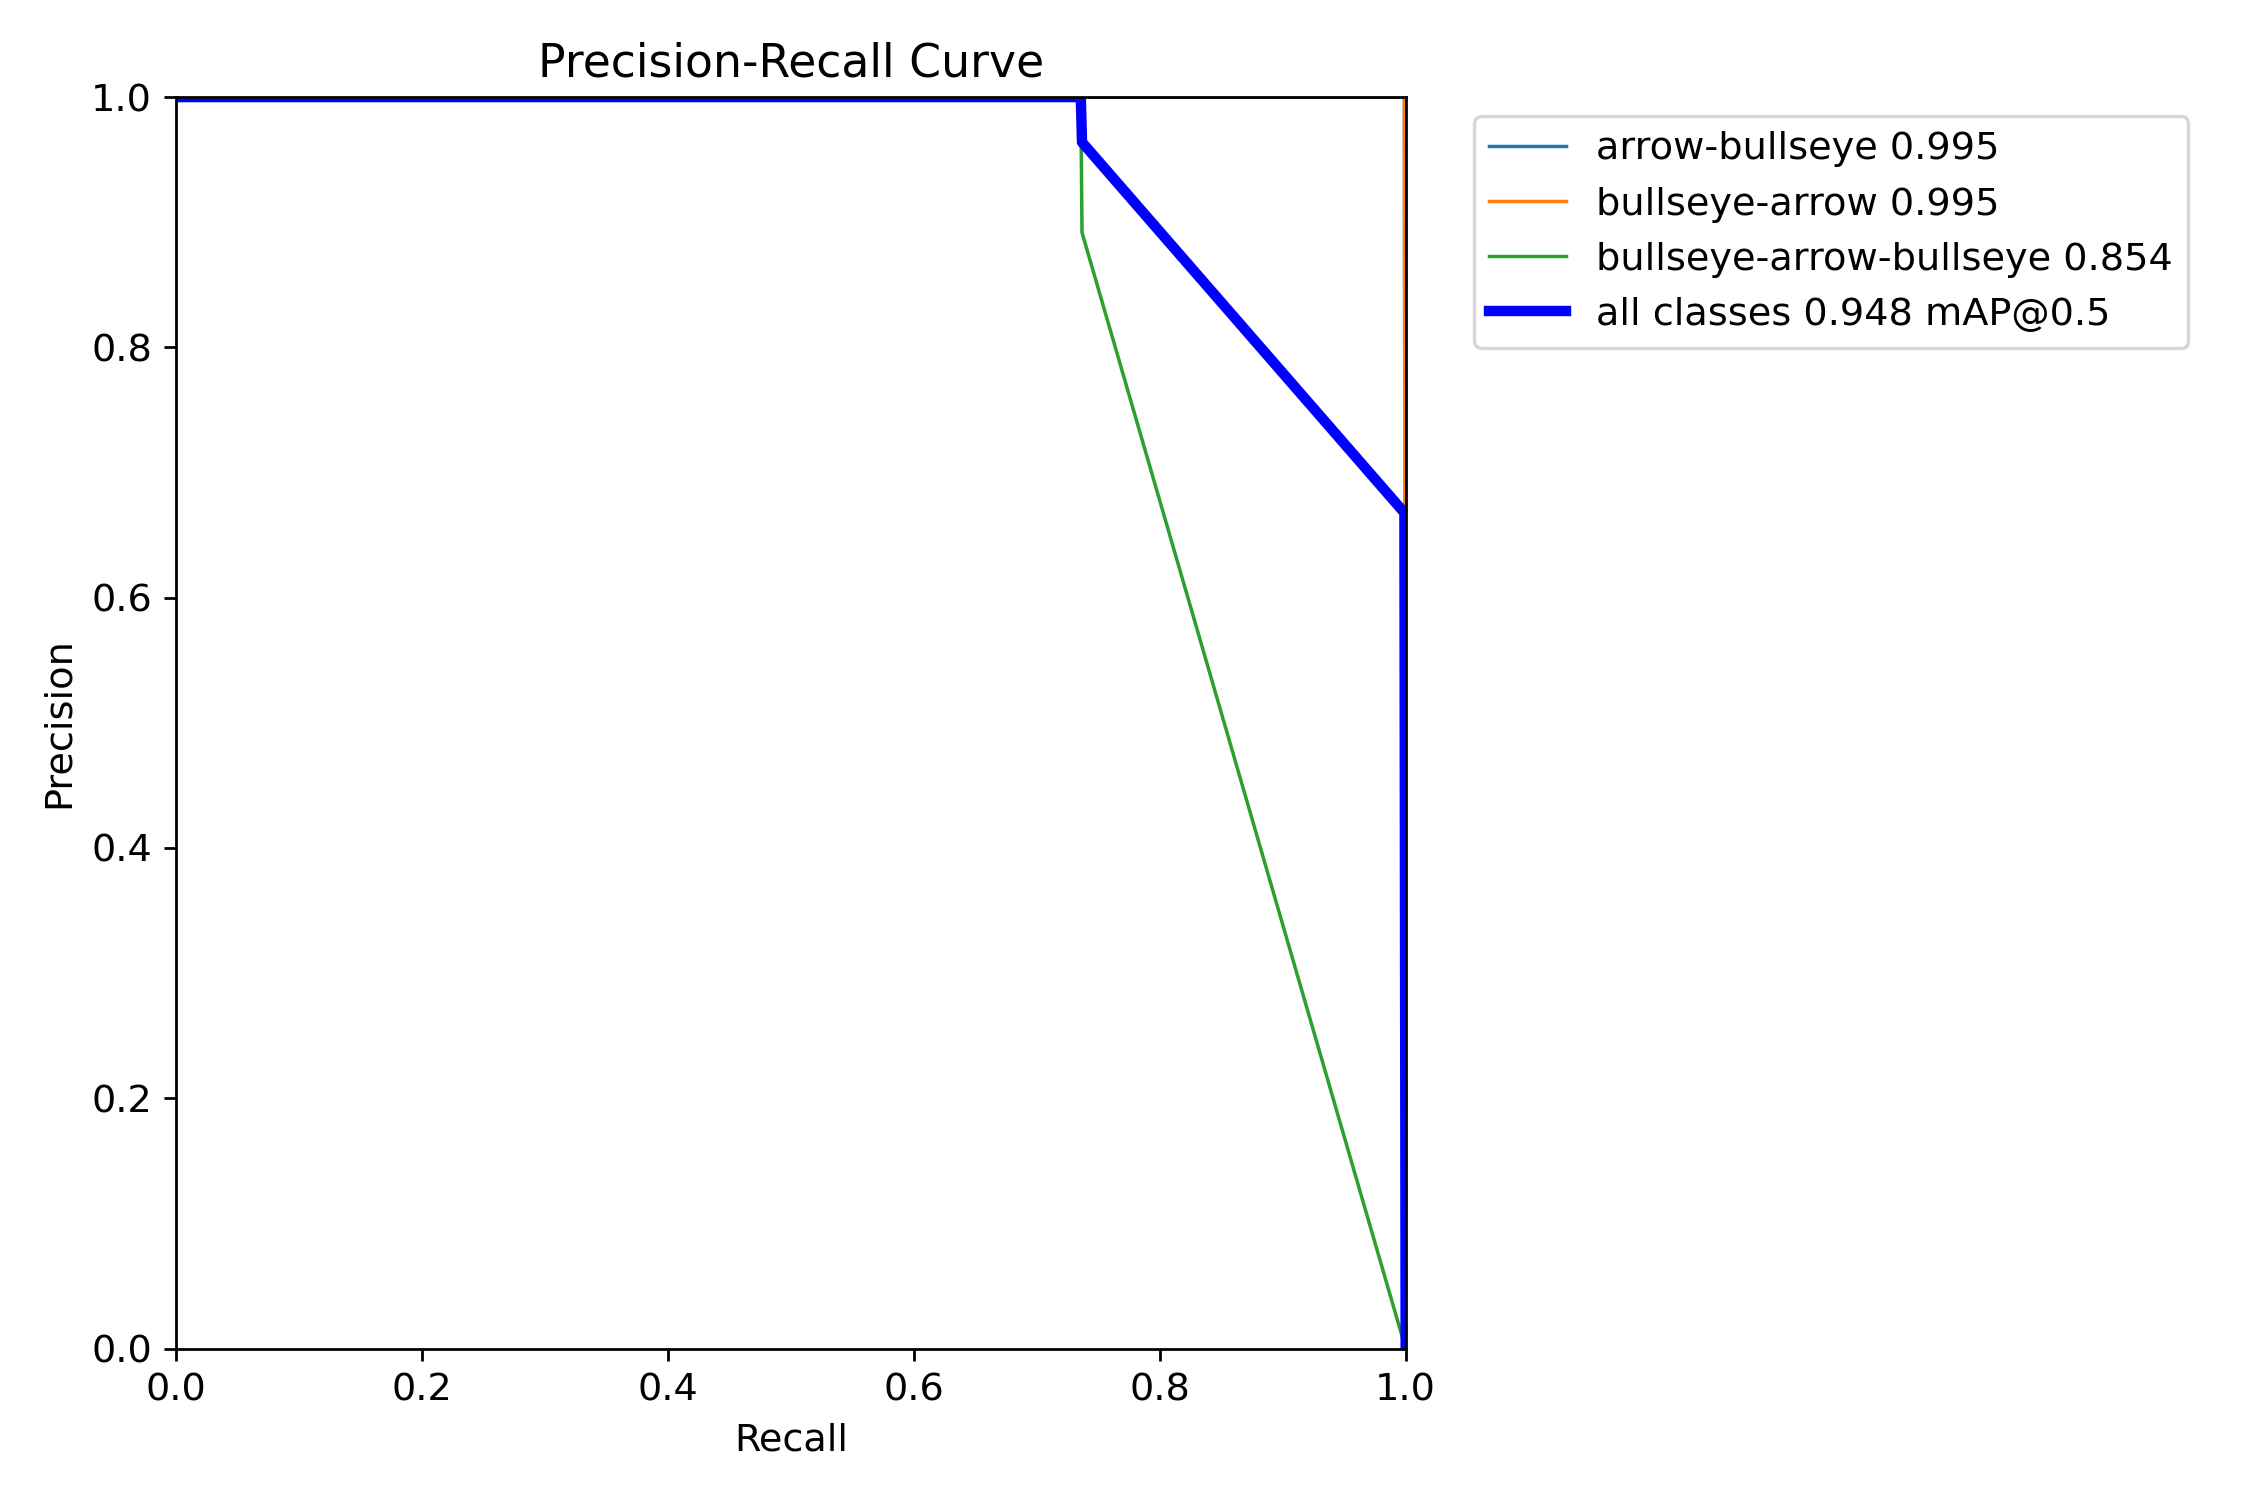 Precision-Recall Curve
1.0
0.8
0.6
0.4
0.2
0.0
Precision
0.0 0.2 0.4 0.6 0.8 1.0
Recall
arrow-bullseye 0.995
bullseye-arrow 0.995
bullseye-arrow-bullseye 0.854
all classes 0.948 mAP@0.5